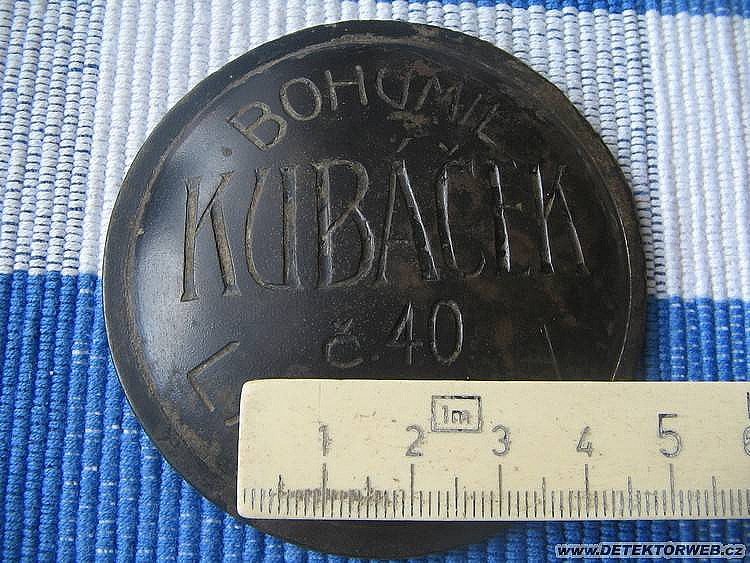 BOHUMIL
KUBÁČEK
č. 40
1m
1 2 3 4 5 6
www.DETEKTORWEB.cz